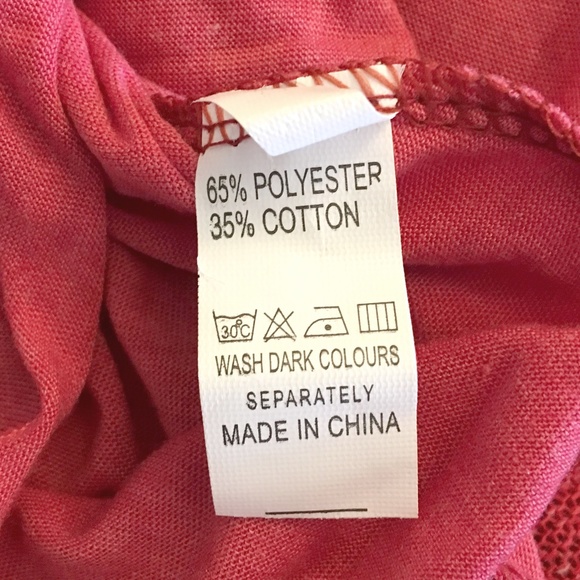 65% POLYESTER
35% COTTON
30°C
WASH DARK COLOURS
SEPARATELY
MADE IN CHINA